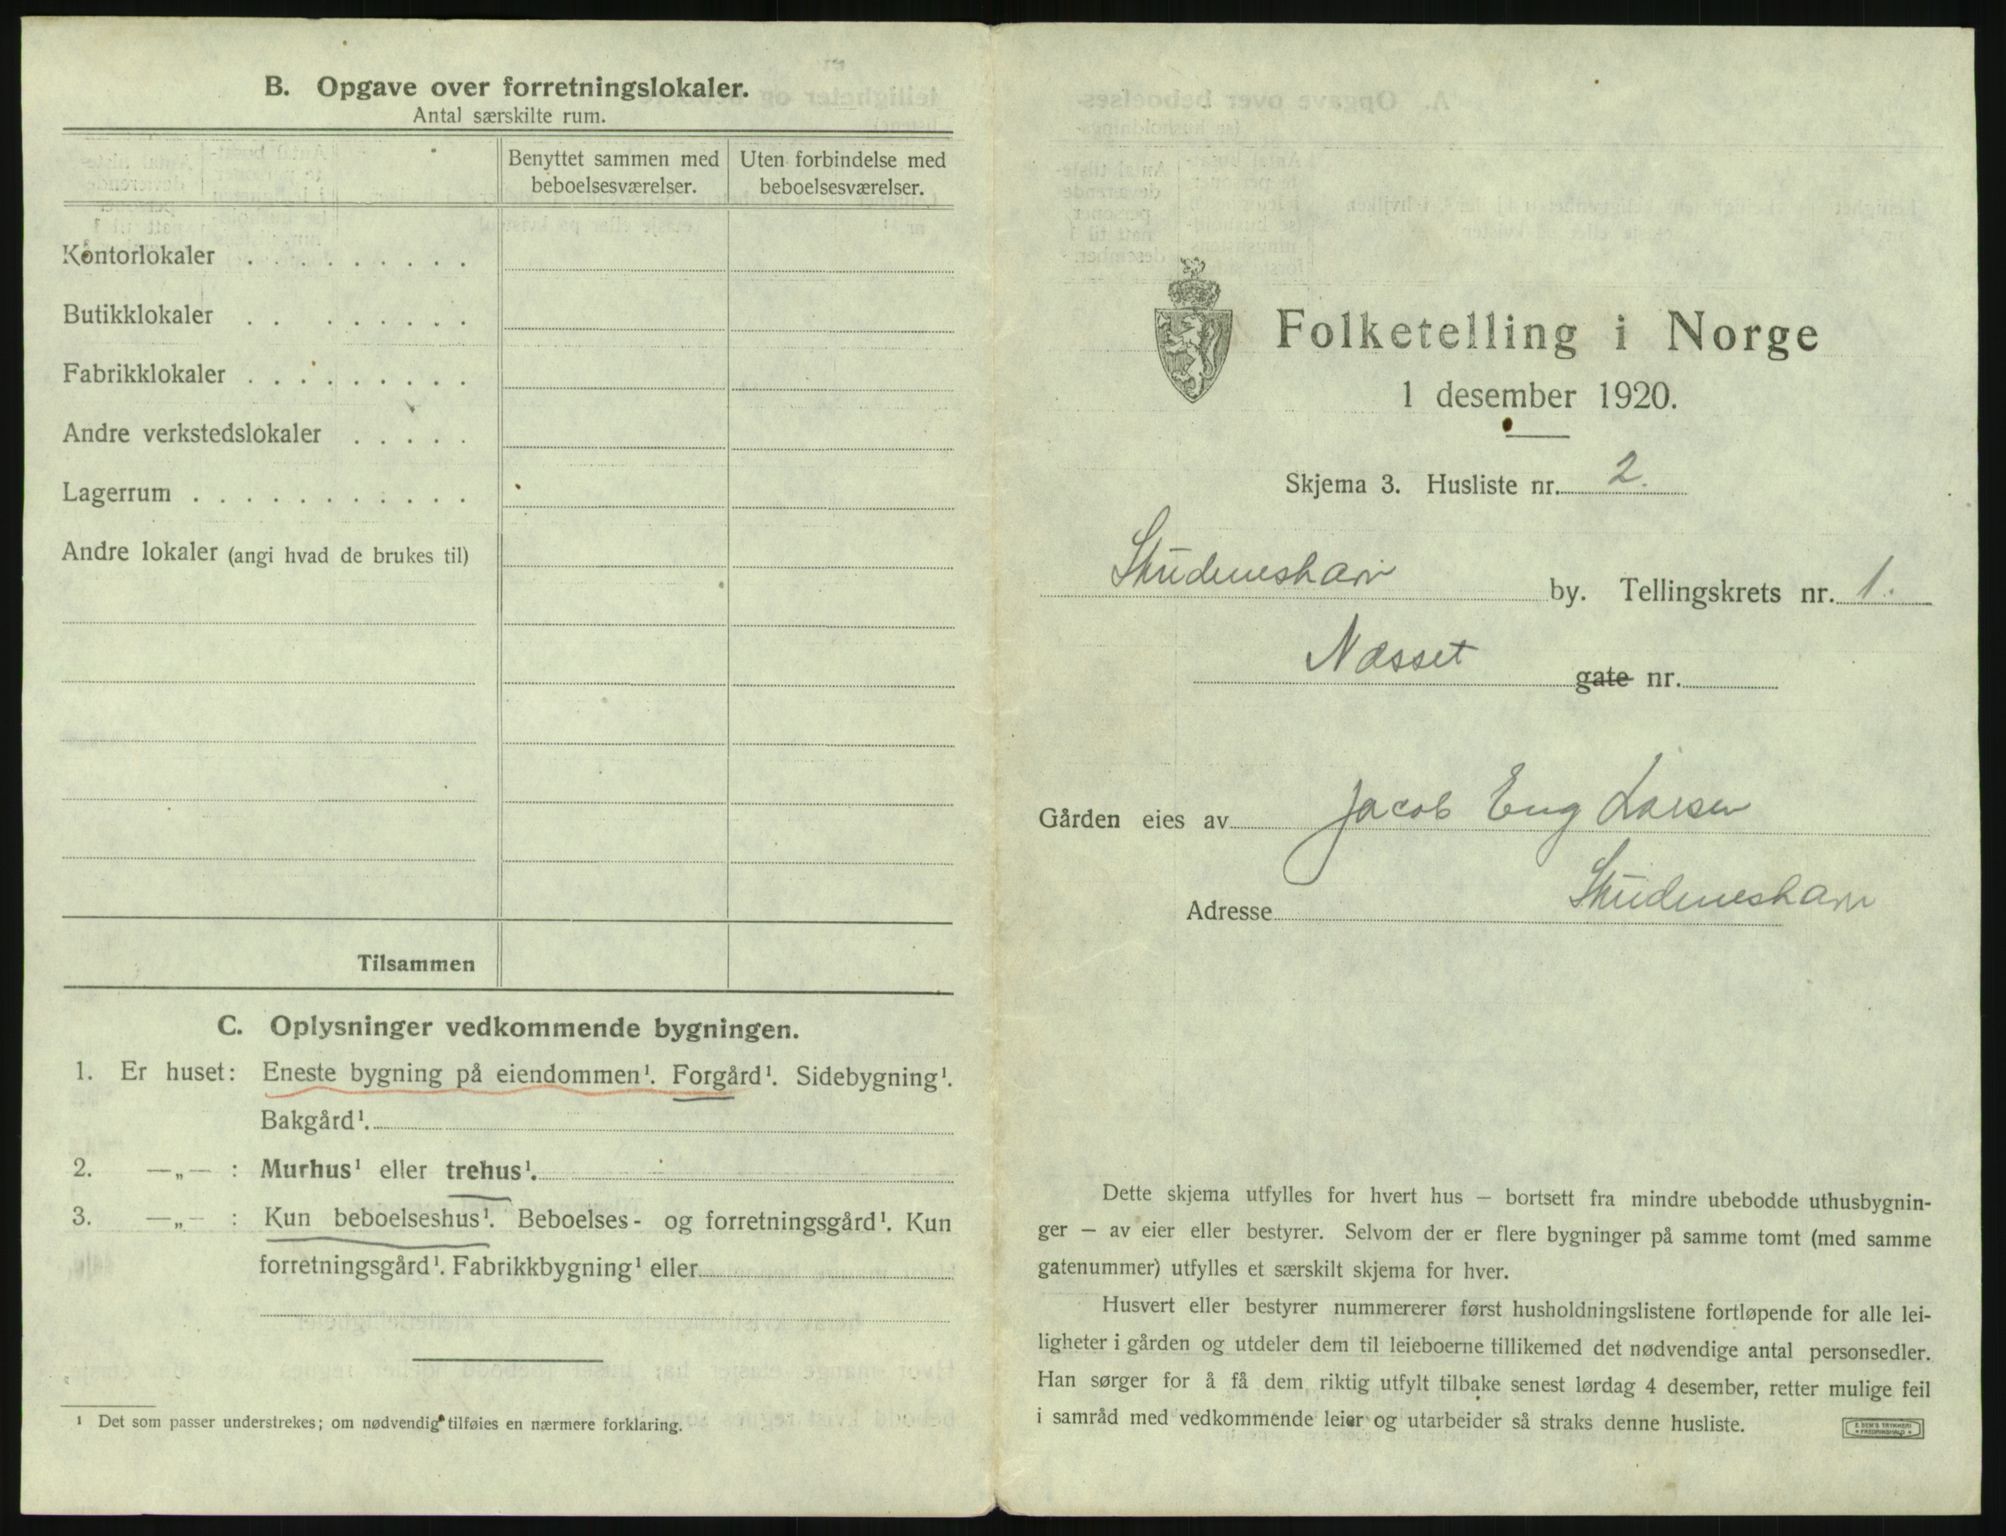 B. Opgave over forretningslokaler.
Antal særskilte rum.
Benyttet sammen med beboelsesværelser.
Uten forbindelse med beboelsesværelser.
Kontorlokaler . . . . . . . . .
Butikklokaler . . . . . . . .
Fabrikklokaler . . . . . . . . .
Andre verkstedslokaler . . . . .
Lagerrum . . . . . . . . . . .
Andre lokaler (angi hvad de brukes til)
Tilsammen
C. Oplysninger vedkommende bygningen.
1. Er huset: Eneste bygning på eiendommen¹. Forgård¹. Sidebygning¹.
Bakgård¹.
2. —„— : Murhus¹ eller trehus¹.
3. —„— : Kun beboelseshus¹. Beboelses- og forretningsgård¹. Kun
forretningsgård¹. Fabrikkbygning¹ eller
¹ Det som passer understrekes; om nødvendig tilføies en nærmere forklaring.
Folketelling i Norge
1 desember 1920.
Skjema 3. Husliste nr. 2.
Skudeneshavn by. Tellingskrets nr. 1.
Næsset gate nr.
Gården eies av Jacob Eng Larsen
Adresse Skudeneshavn
Dette skjema utfylles for hvert hus — bortsett fra mindre ubebodde uthusbygnin-
ger — av eier eller bestyrer. Selvom der er flere bygninger på samme tomt (med samme
gatenummer) utfylles et særskilt skjema for hver.
Husvert eller bestyrer nummererer først husholdningslistene fortløpende for alle lei-
ligheter i gården og utdeler dem til leieboerne tillikemed det nødvendige antal personsedler.
Han sørger for å få dem riktig utfylt tilbake senest lørdag 4 desember, retter mulige feil
i samråd med vedkommende leier og utarbeider så straks denne husliste.